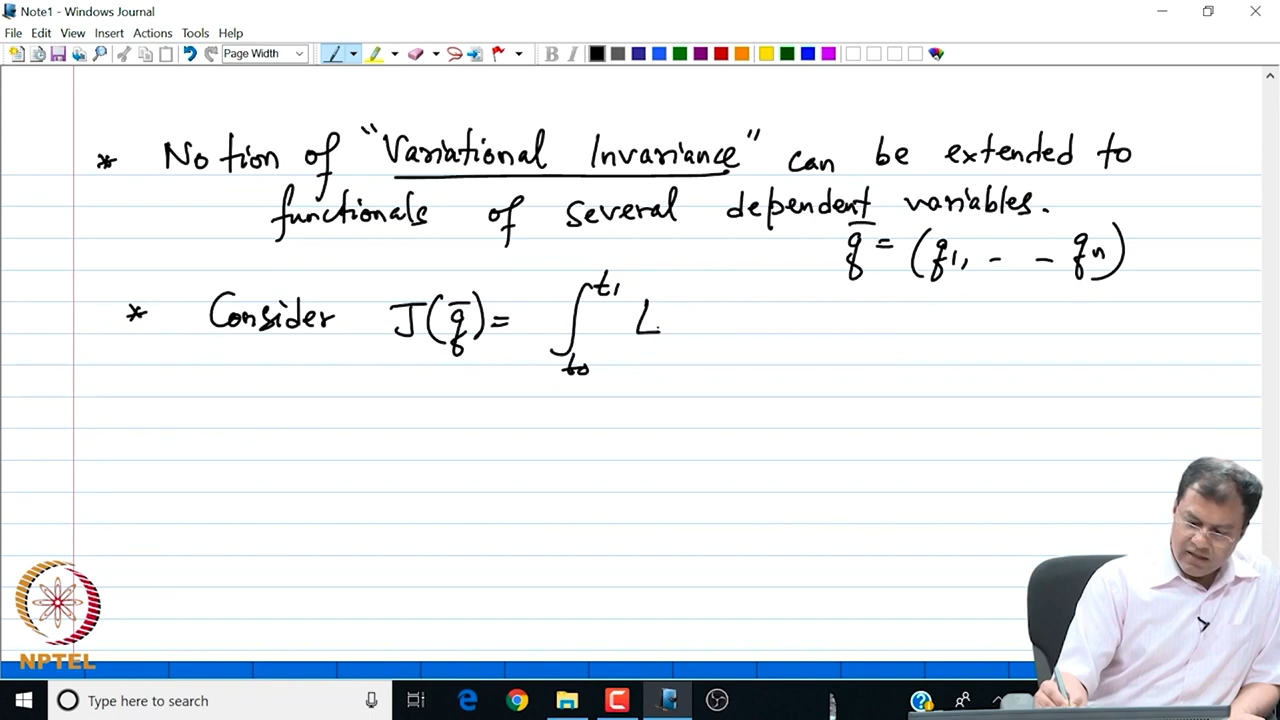 Note1 - Windows Journal
File Edit View Insert Actions Tools Help
Page Width
B I
* Notion of "Variational Invariance" can be extended to
functionals of several dependent variables.
q̅ = (q₁, - - qₙ)
* Consider J(q̅) = ∫_{t₀}^{t₁} L
NPTEL
Type here to search